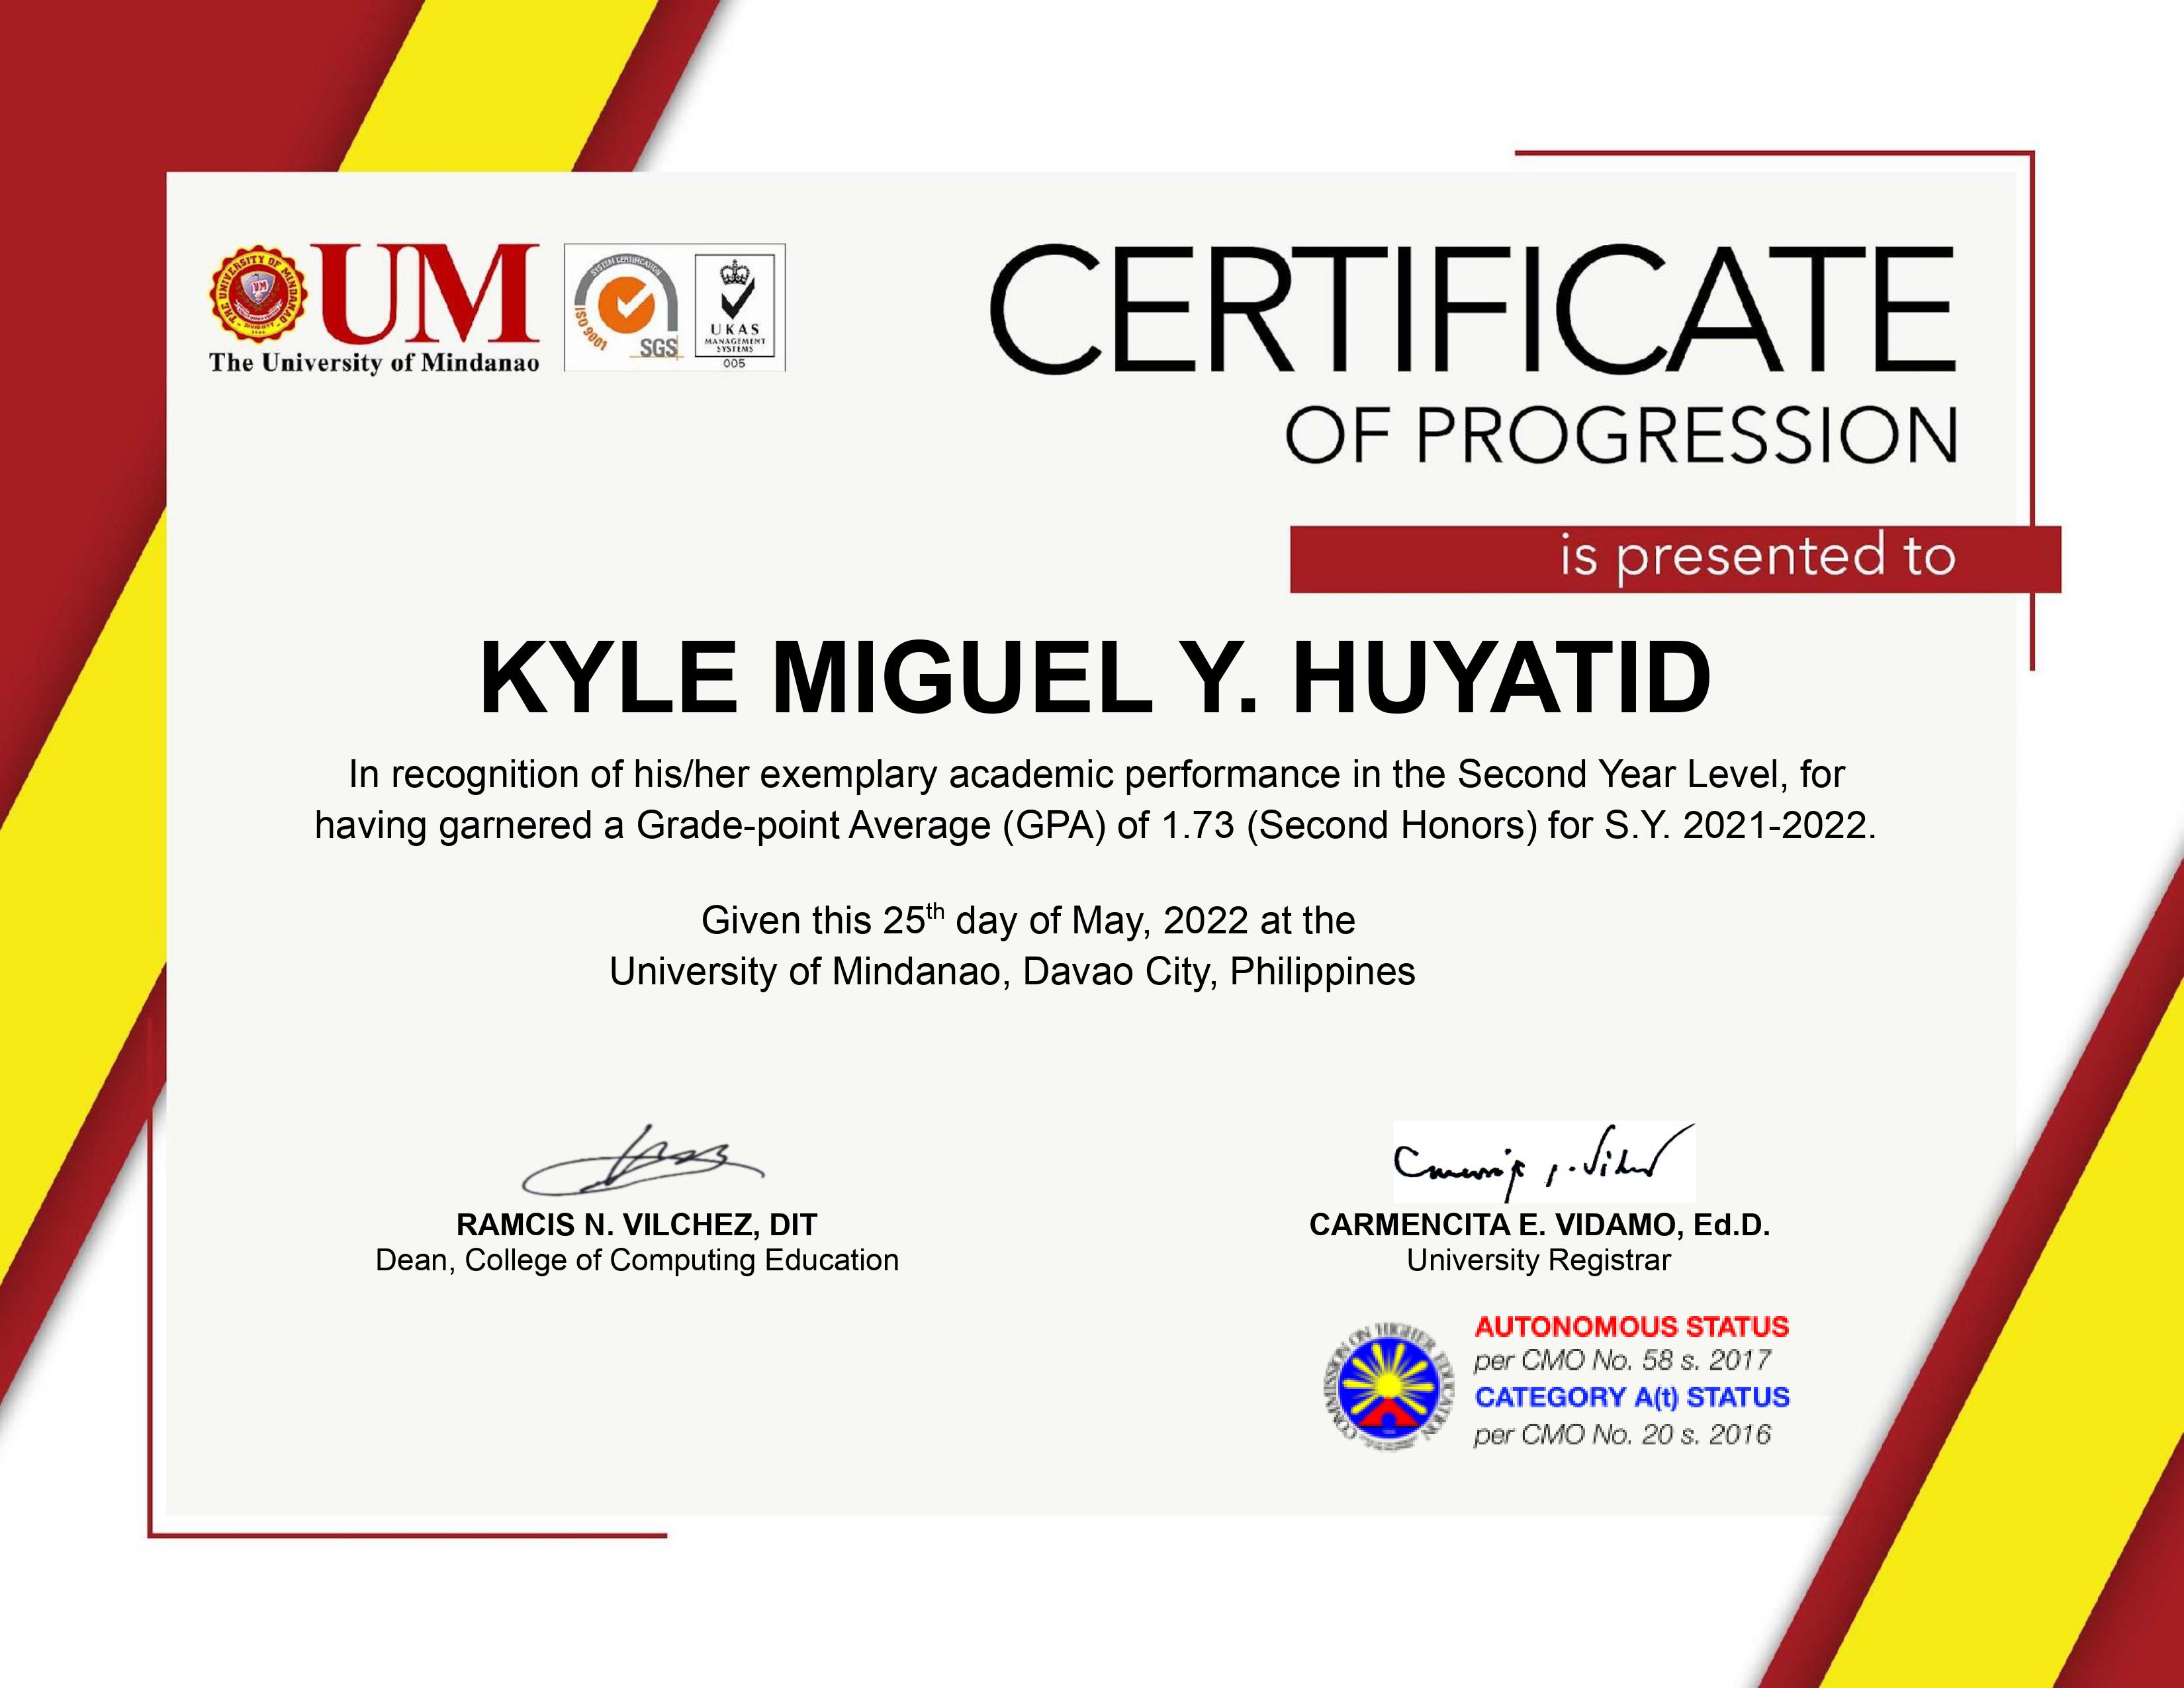 THE UNIVERSITY OF MINDANAO
UM
The University of Mindanao
SYSTEM CERTIFICATION
ISO 9001
SGS
UKAS
MANAGEMENT
SYSTEMS
005
CERTIFICATE
OF PROGRESSION
is presented to
KYLE MIGUEL Y. HUYATID
In recognition of his/her exemplary academic performance in the Second Year Level, for
having garnered a Grade-point Average (GPA) of 1.73 (Second Honors) for S.Y. 2021-2022.
Given this 25th day of May, 2022 at the
University of Mindanao, Davao City, Philippines
RAMCIS N. VILCHEZ, DIT
Dean, College of Computing Education
CARMENCITA E. VIDAMO, Ed.D.
University Registrar
COMMISSION ON HIGHER EDUCATION
AUTONOMOUS STATUS
per CMO No. 58 s. 2017
CATEGORY A(t) STATUS
per CMO No. 20 s. 2016